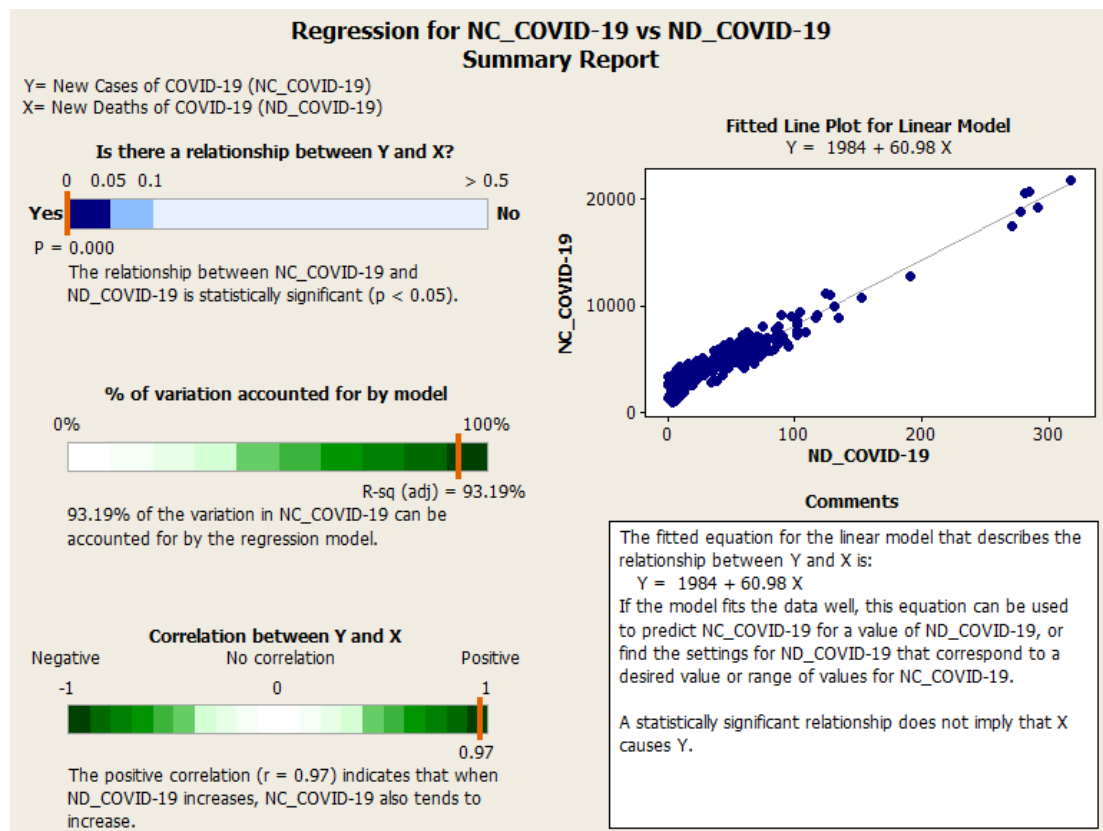 Regression for NC_COVID-19 vs ND_COVID-19
Summary Report
Y= New Cases of COVID-19 (NC_COVID-19)
X= New Deaths of COVID-19 (ND_COVID-19)
Is there a relationship between Y and X?
0 0.05 0.1 > 0.5
Yes No
P = 0.000
The relationship between NC_COVID-19 and
ND_COVID-19 is statistically significant (p < 0.05).
% of variation accounted for by model
0% 100%
R-sq (adj) = 93.19%
93.19% of the variation in NC_COVID-19 can be
accounted for by the regression model.
Correlation between Y and X
Negative No correlation Positive
-1 0 1
0.97
The positive correlation (r = 0.97) indicates that when
ND_COVID-19 increases, NC_COVID-19 also tends to
increase.
Fitted Line Plot for Linear Model
Y = 1984 + 60.98 X
NC_COVID-19
20000
10000
0
0 100 200 300
ND_COVID-19
Comments
The fitted equation for the linear model that describes the
relationship between Y and X is:
Y = 1984 + 60.98 X
If the model fits the data well, this equation can be used
to predict NC_COVID-19 for a value of ND_COVID-19, or
find the settings for ND_COVID-19 that correspond to a
desired value or range of values for NC_COVID-19.
A statistically significant relationship does not imply that X
causes Y.